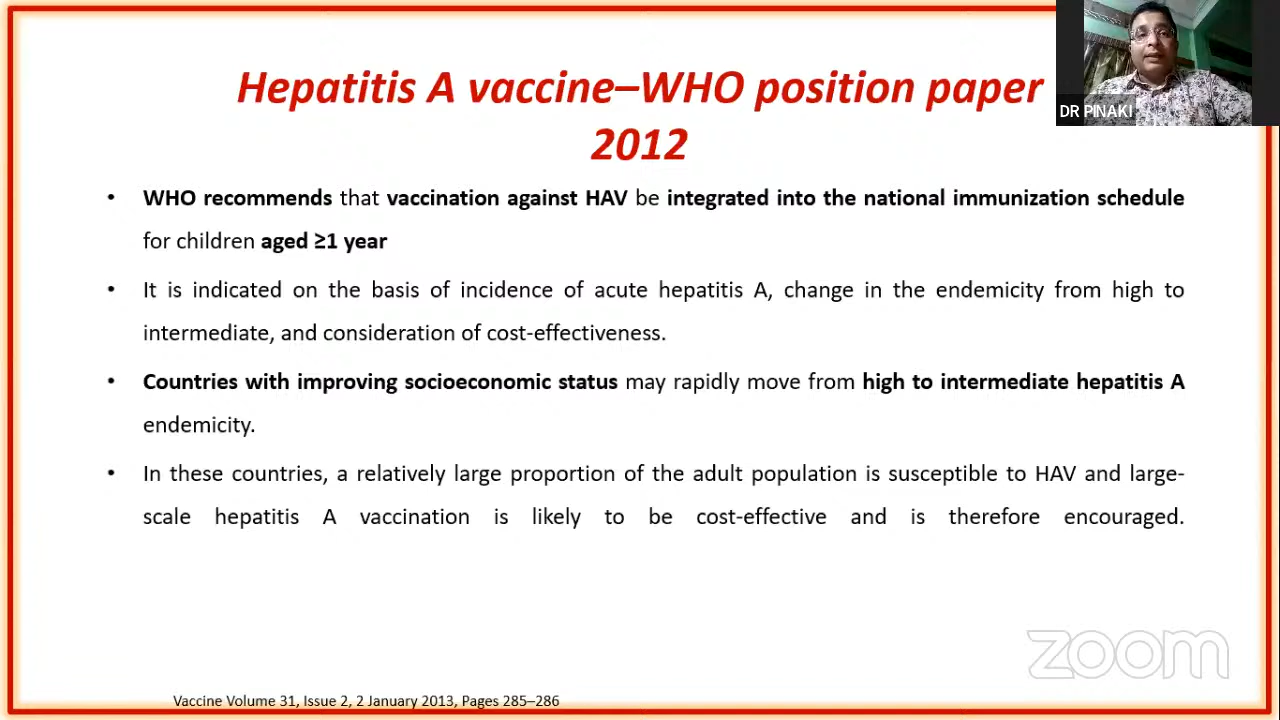 Hepatitis A vaccine–WHO position paper
2012
DR PINAKI
• WHO recommends that vaccination against HAV be integrated into the national immunization schedule
for children aged ≥1 year
• It is indicated on the basis of incidence of acute hepatitis A, change in the endemicity from high to
intermediate, and consideration of cost-effectiveness.
• Countries with improving socioeconomic status may rapidly move from high to intermediate hepatitis A
endemicity.
• In these countries, a relatively large proportion of the adult population is susceptible to HAV and large-
scale hepatitis A vaccination is likely to be cost-effective and is therefore encouraged.
zoom
Vaccine Volume 31, Issue 2, 2 January 2013, Pages 285–286